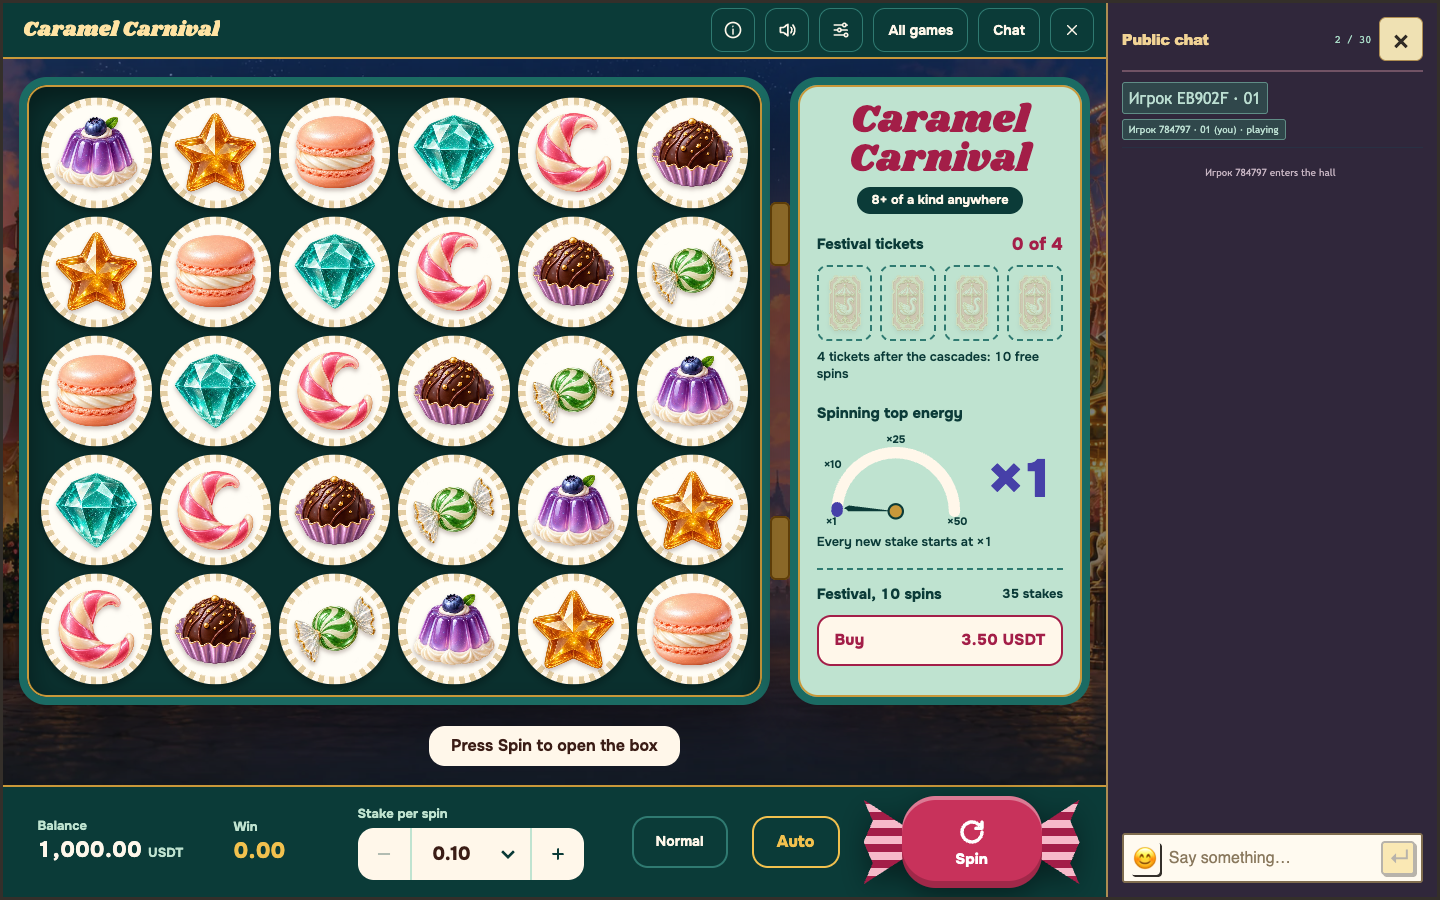 Caramel Carnival
All games
Chat
Public chat
2 / 30
Игрок EB902F · 01
Игрок 784797 · 01 (you) · playing
Игрок 784797 enters the hall
Caramel
Carnival
8+ of a kind anywhere
Festival tickets
0 of 4
4 tickets after the cascades: 10 free
spins
Spinning top energy
×25
×10
×1
×1
×50
Every new stake starts at ×1
Festival, 10 spins
35 stakes
Buy
3.50 USDT
Press Spin to open the box
Balance
1,000.00 USDT
Win
0.00
Stake per spin
0.10
Normal
Auto
Spin
Say something...